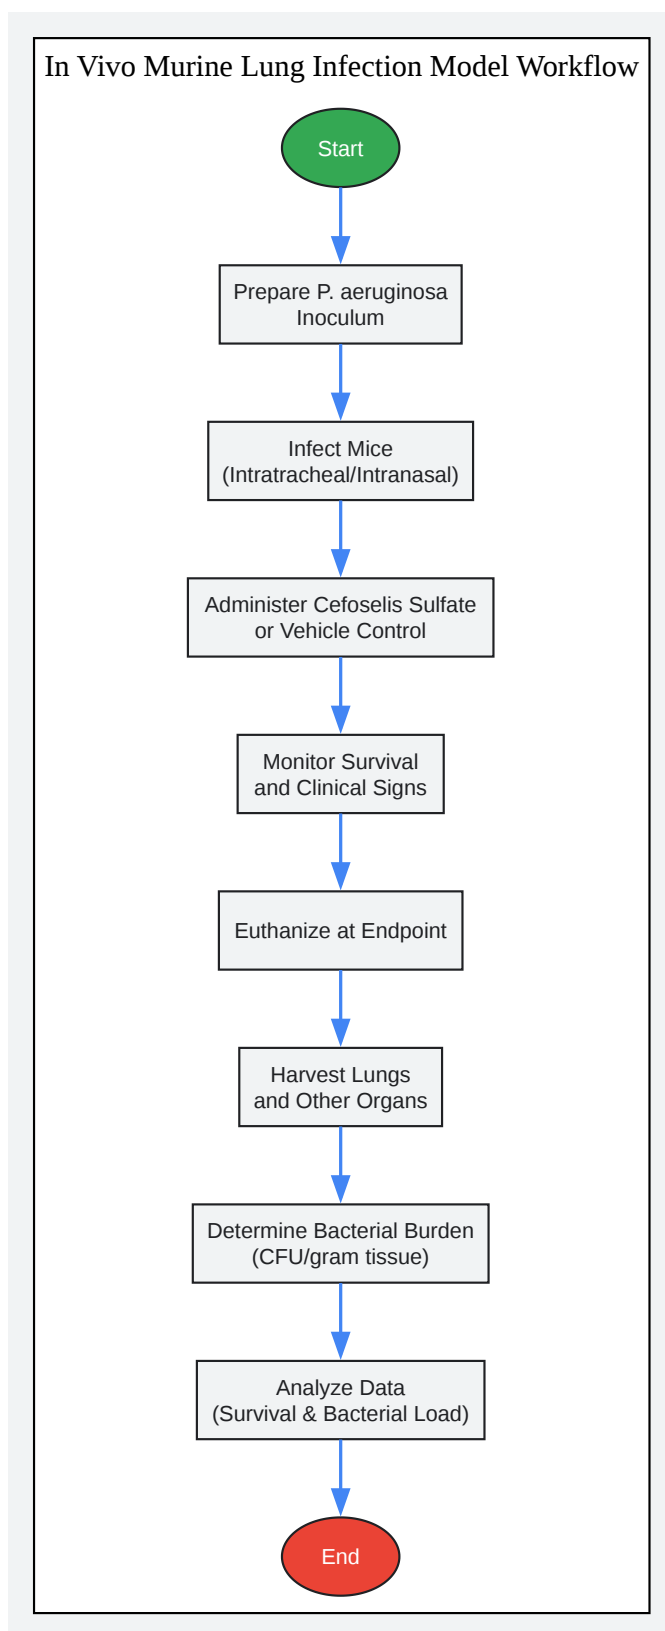 In Vivo Murine Lung Infection Model Workflow
Start
Prepare P. aeruginosa
Inoculum
Infect Mice
(Intratracheal/Intranasal)
Administer Cefoselis Sulfate
or Vehicle Control
Monitor Survival
and Clinical Signs
Euthanize at Endpoint
Harvest Lungs
and Other Organs
Determine Bacterial Burden
(CFU/gram tissue)
Analyze Data
(Survival & Bacterial Load)
End